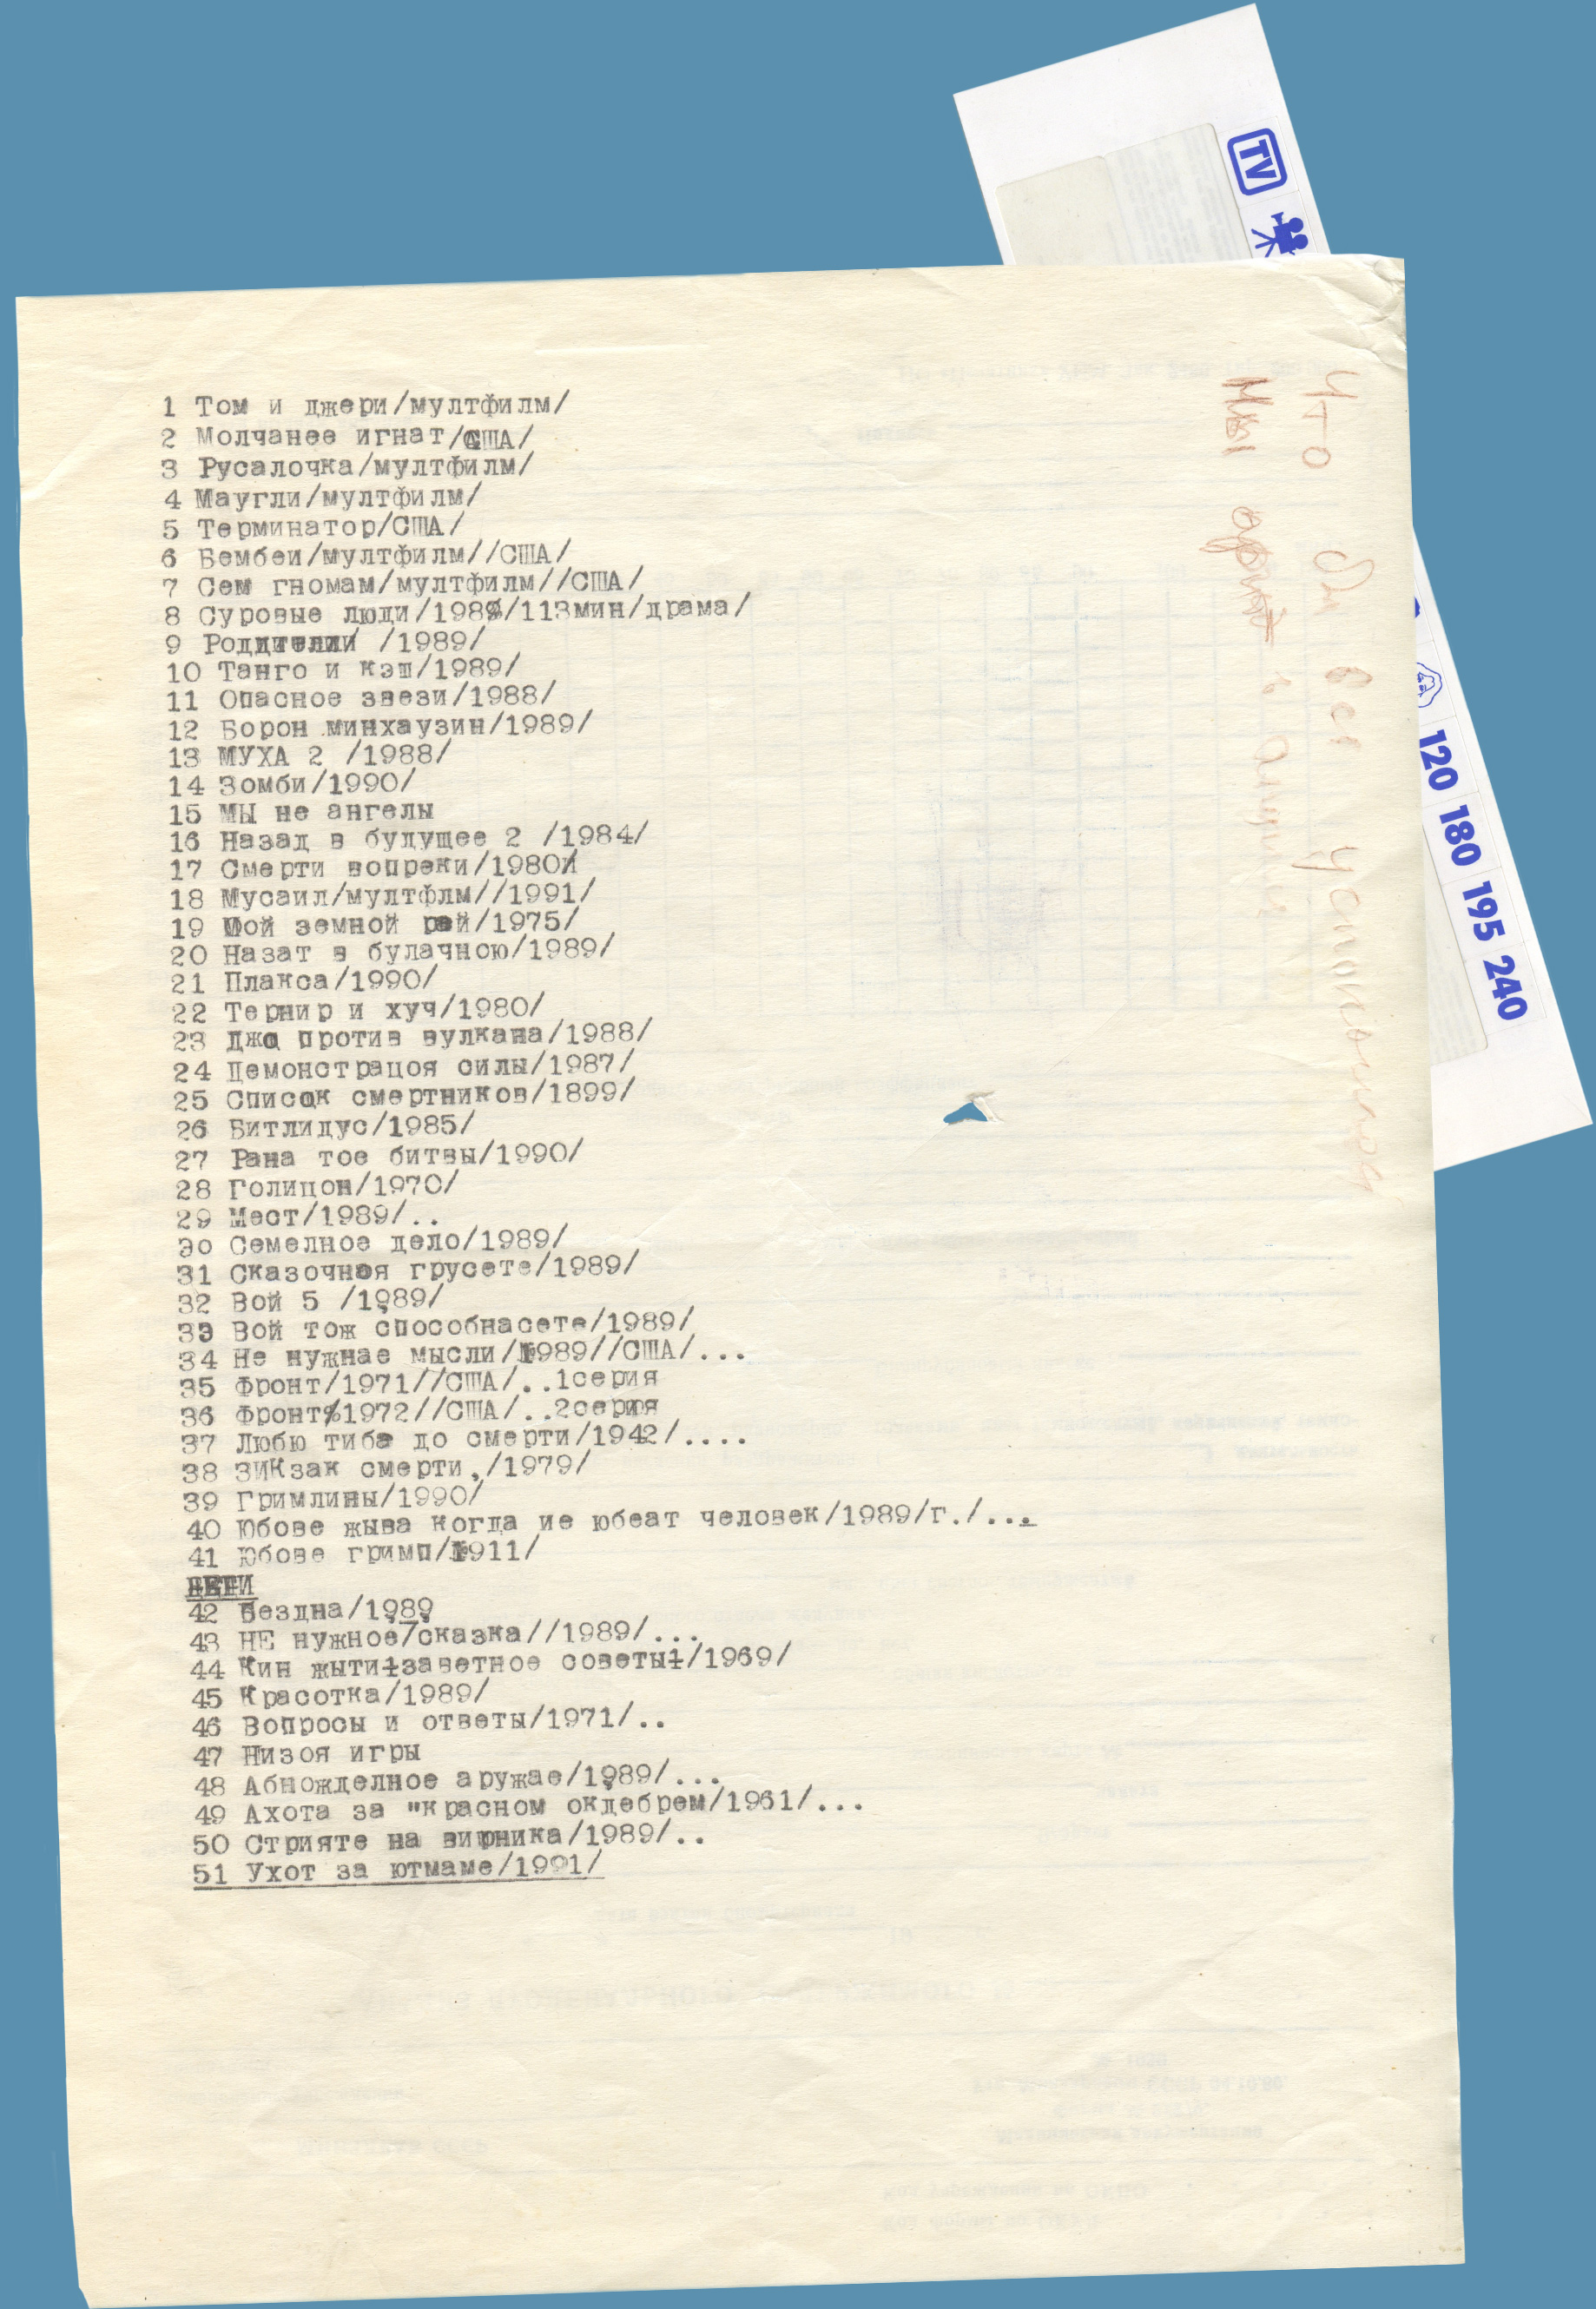 TV
120 180 195 240
1 Том и джери/мултфилм/
2 Молчанее игнат/США/
3 Русалочка/мултфилм/
4 Маугли/мултфилм/
5 Терминатор/США/
6 Бембеи/мултфилм//США/
7 Сем гномам/мултфилм//США/
8 Суровые люди/1989/113мин/драма/
9 Родители /1989/
10 Танго и кэш/1989/
11 Опасное звези/1988/
12 Борон минхаузин/1989/
13 МУХА 2 /1988/
14 Зомби/1990/
15 МЫ не ангелы
16 Назад в будущее 2 /1984/
17 Смерти вопреки/1980/
18 Мусаил/мултфлм//1991/
19 Мой земной рай/1975/
20 Назат в булачною/1989/
21 Плакса/1990/
22 Тернир и хуч/1980/
23 Джо против вулкана/1988/
24 Демонстрацоя силы/1987/
25 Список смертников/1899/
26 Битлидус/1985/
27 Рана тое битвы/1990/
28 Голицон/1970/
29 Мест/1989/..
30 Семелное дело/1989/
31 Сказочная грусете/1989/
32 Вой 5 /1989/
33 Вой тож способнасете/1989/
34 Не нужнае мысли/1989//США/...
35 Фронт/1971//США/..1серия
36 Фронт/1972//США/..2серия
37 Любю тиба до смерти/1942/....
38 ЗИКзак смерти,/1979/
39 Гримлины/1990/
40 Юбове жыва когда ие юбеат человек/1989/г./...
41 Юбове гримп/1911/
ДЕТИ
42 Бездна/1989
43 НЕ нужное/сказка//1989/...
44 Кин жыти+заветное советы+/1969/
45 Красотка/1989/
46 Вопросы и ответы/1971/..
47 Низоя игры
48 Абножделное аружае/1989/...
49 Ахота за "красном окдебрем/1961/...
50 Стрияте на вирника/1989/..
51 Ухот за ютмаме/1991/
Что бы все успокоился